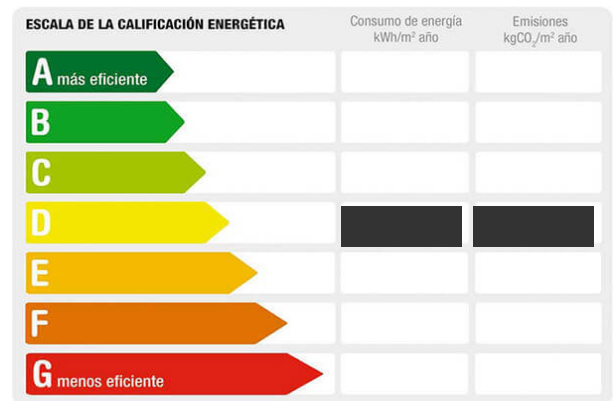 ESCALA DE LA CALIFICACIÓN ENERGÉTICA
Consumo de energía
kWh/m² año
Emisiones
kgCO₂/m² año
A más eficiente
B
C
D
E
F
G menos eficiente